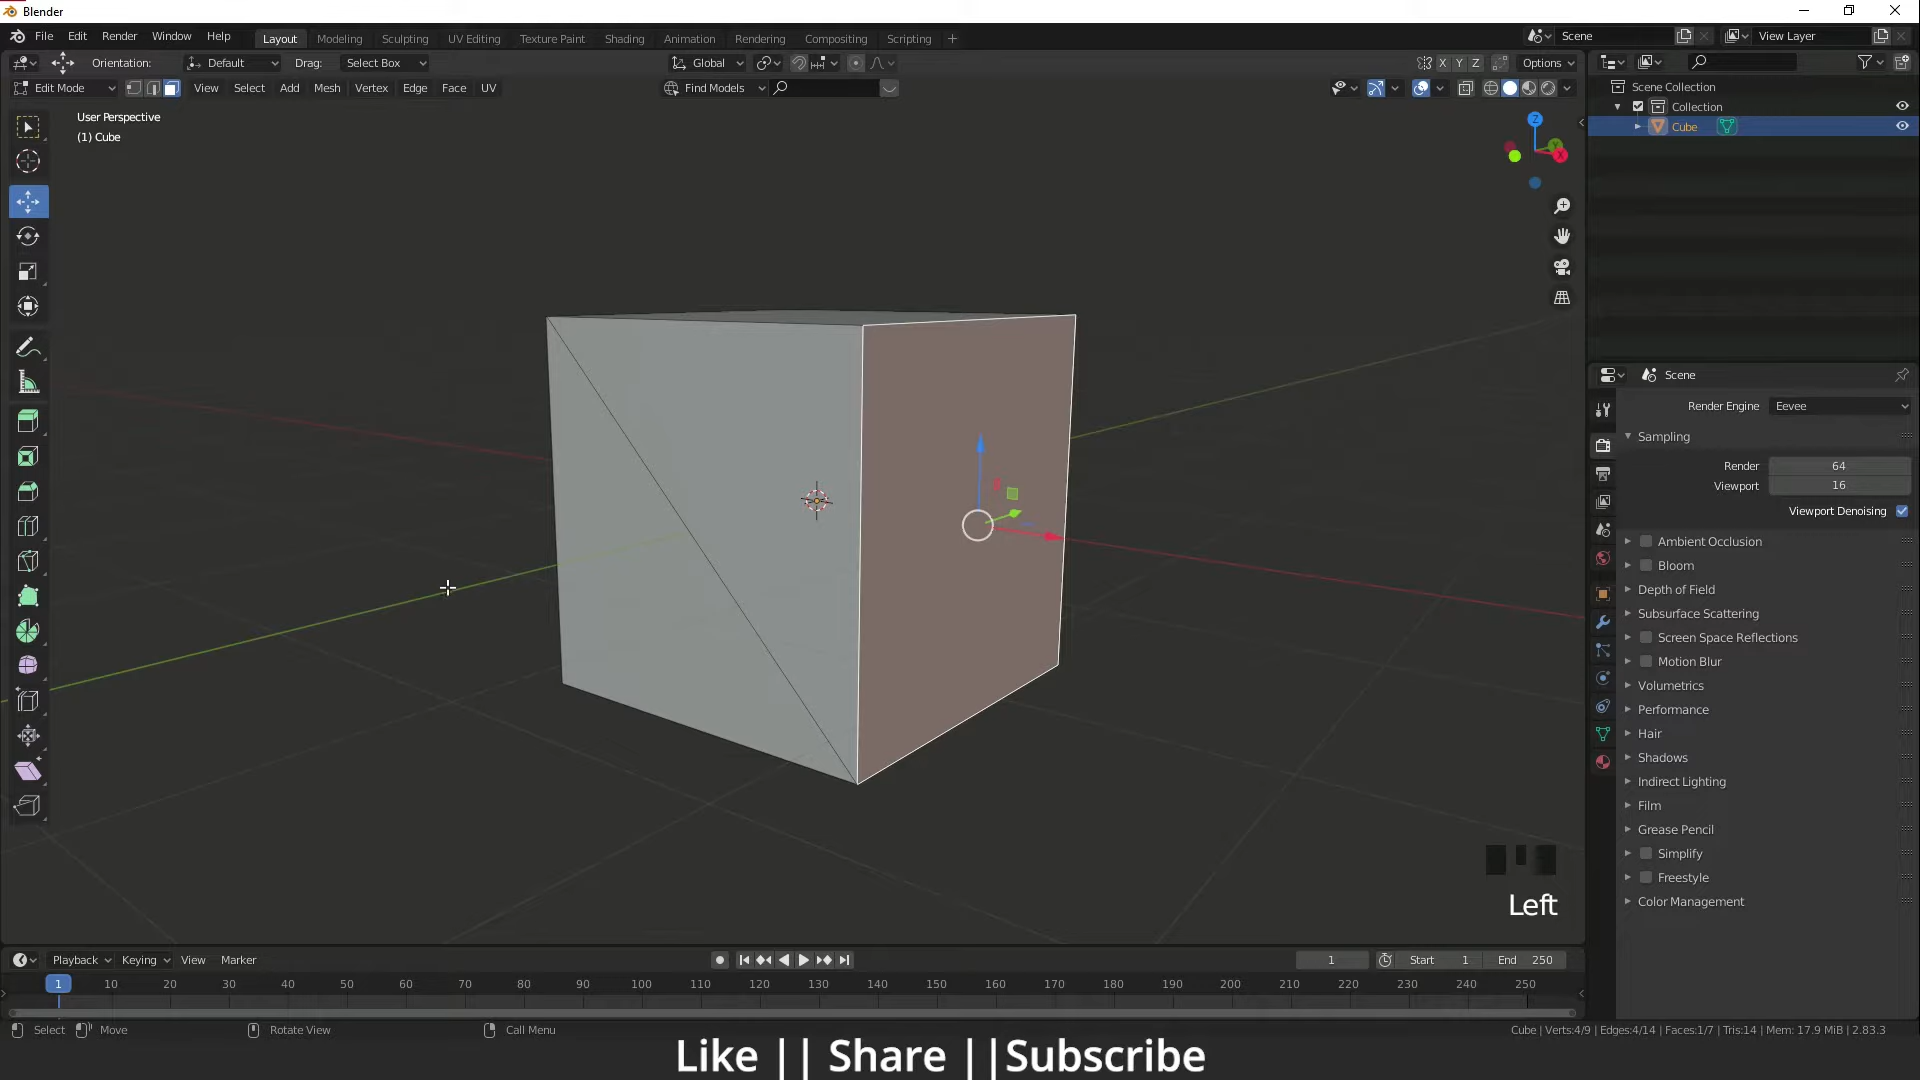 Blender
File Edit Render Window Help
Layout Modeling Sculpting UV Editing Texture Paint Shading Animation Rendering Compositing Scripting +
Scene
View Layer
Orientation: Default Drag: Select Box
Global
X Y Z Options
Edit Mode View Select Add Mesh Vertex Edge Face UV
Find Models
User Perspective
(1) Cube
Z
Y
X
Scene Collection
Collection
Cube
Scene
Render Engine Eevee
Sampling
Render 64
Viewport 16
Viewport Denoising
Ambient Occlusion
Bloom
Depth of Field
Subsurface Scattering
Screen Space Reflections
Motion Blur
Volumetrics
Performance
Hair
Shadows
Indirect Lighting
Film
Grease Pencil
Simplify
Freestyle
Color Management
Left
Playback Keying View Marker
1 Start 1 End 250
1 10 20 30 40 50 60 70 80 90 100 110 120 130 140 150 160 170 180 190 200 210 220 230 240 250
Select Move Rotate View Call Menu
Cube | Verts:4/9 | Edges:4/14 | Faces:1/7 | Tris:14 | Mem: 17.9 MiB | 2.83.3
Like || Share ||Subscribe